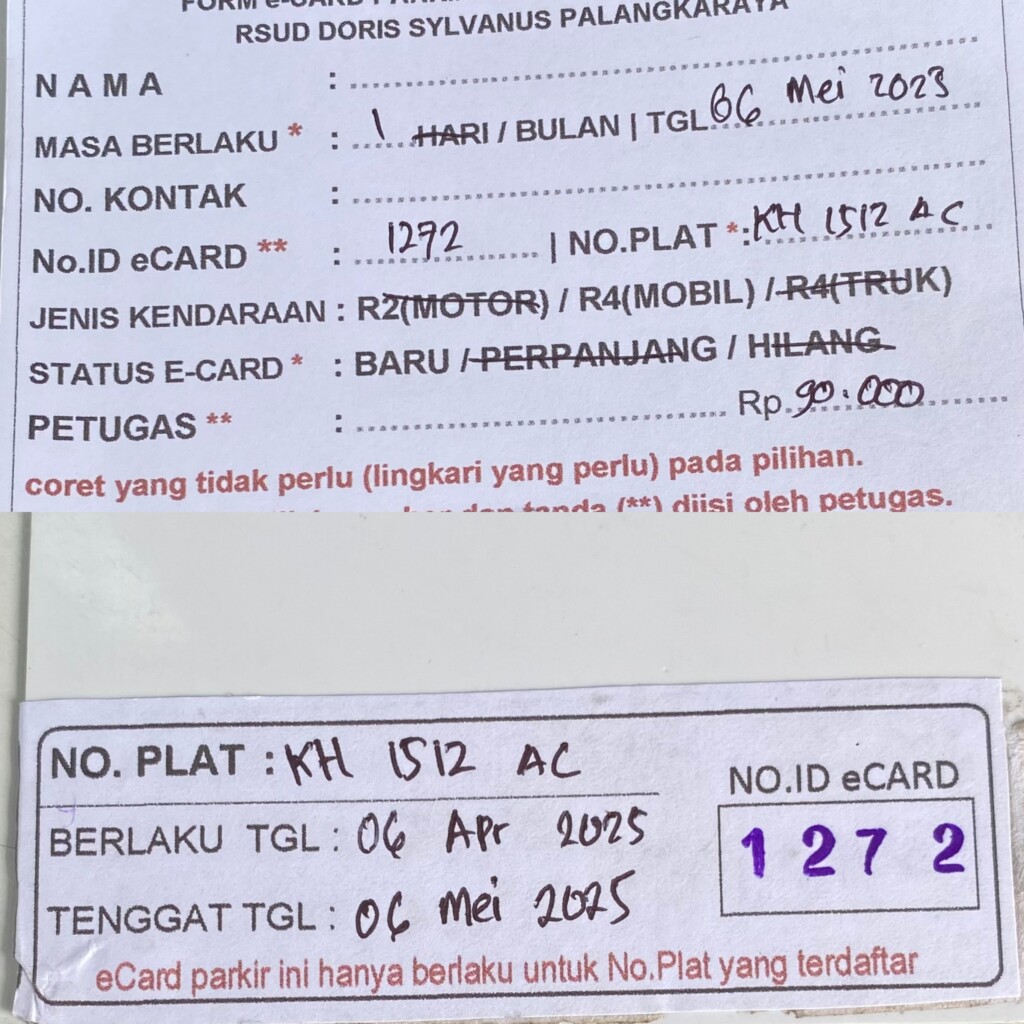 RSUD DORIS SYLVANUS PALANGKARAYA
N A M A :
MASA BERLAKU * : 1 HARI / BULAN | TGL 06 Mei 2023
NO. KONTAK :
No.ID eCARD ** : 1272 | NO.PLAT *: KH 1512 AC
JENIS KENDARAAN : R2(MOTOR) / R4(MOBIL) / R4(TRUK)
STATUS E-CARD * : BARU / PERPANJANG / HILANG
PETUGAS ** : Rp 90.000
coret yang tidak perlu (lingkari yang perlu) pada pilihan.
dan tanda (**) diisi oleh petugas.
NO. PLAT : KH 1512 AC
NO.ID eCARD
BERLAKU TGL : 06 Apr 2025
1272
TENGGAT TGL : 06 Mei 2025
eCard parkir ini hanya berlaku untuk No.Plat yang terdaftar